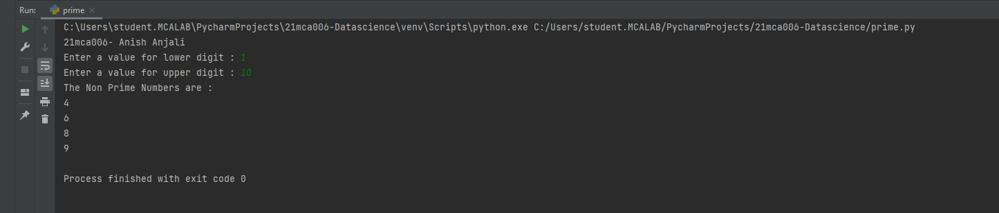 Run: prime
C:\Users\student.MCALAB\PycharmProjects\21mca006-Datascience\venv\Scripts\python.exe C:/Users/student.MCALAB/PycharmProjects/21mca006-Datascience/prime.py
21mca006- Anish Anjali
Enter a value for lower digit : 1
Enter a value for upper digit : 10
The Non Prime Numbers are :
4
6
8
9
Process finished with exit code 0